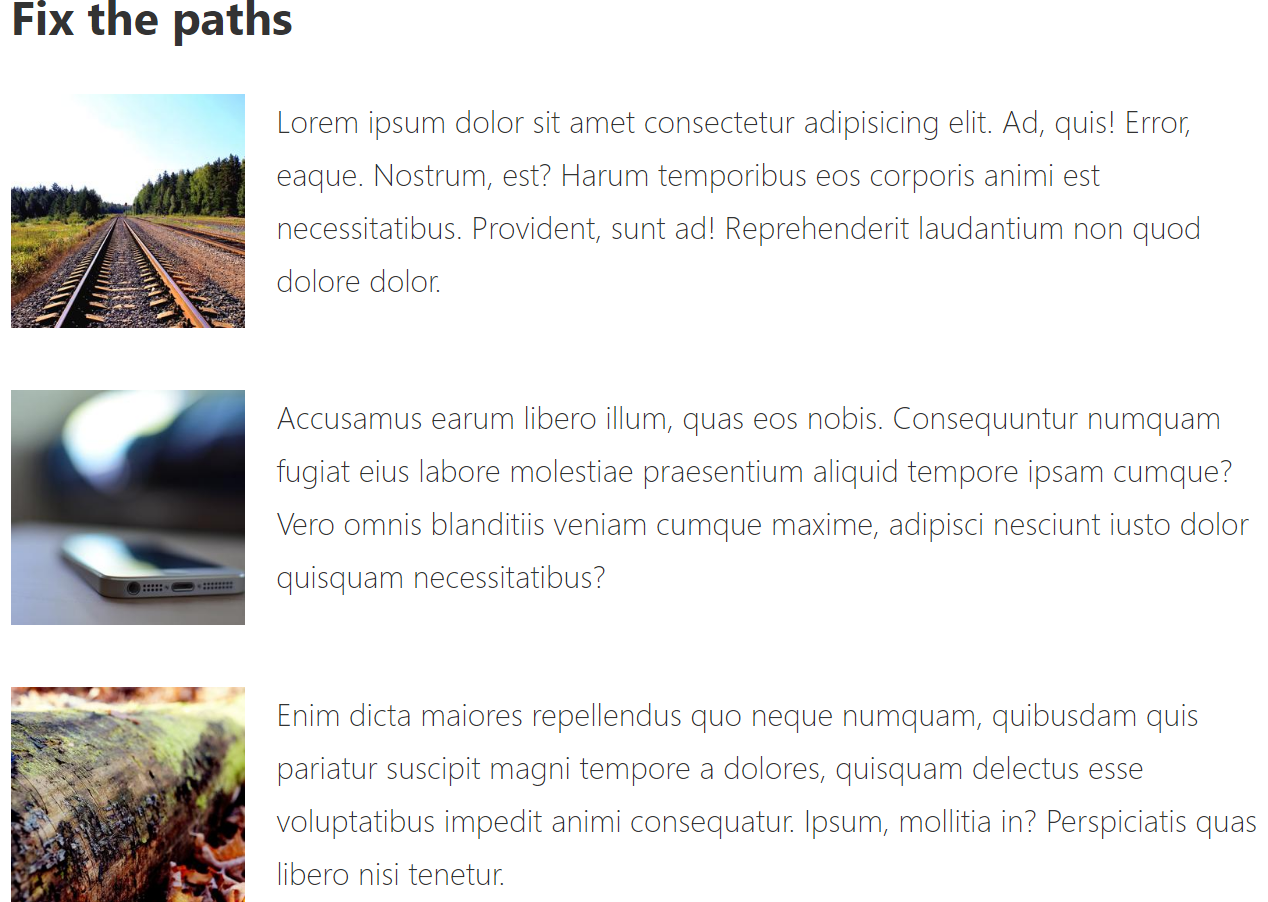 Fix the paths
Lorem ipsum dolor sit amet consectetur adipisicing elit. Ad, quis! Error,
eaque. Nostrum, est? Harum temporibus eos corporis animi est
necessitatibus. Provident, sunt ad! Reprehenderit laudantium non quod
dolore dolor.
Accusamus earum libero illum, quas eos nobis. Consequuntur numquam
fugiat eius labore molestiae praesentium aliquid tempore ipsam cumque?
Vero omnis blanditiis veniam cumque maxime, adipisci nesciunt iusto dolor
quisquam necessitatibus?
Enim dicta maiores repellendus quo neque numquam, quibusdam quis
pariatur suscipit magni tempore a dolores, quisquam delectus esse
voluptatibus impedit animi consequatur. Ipsum, mollitia in? Perspiciatis quas
libero nisi tenetur.